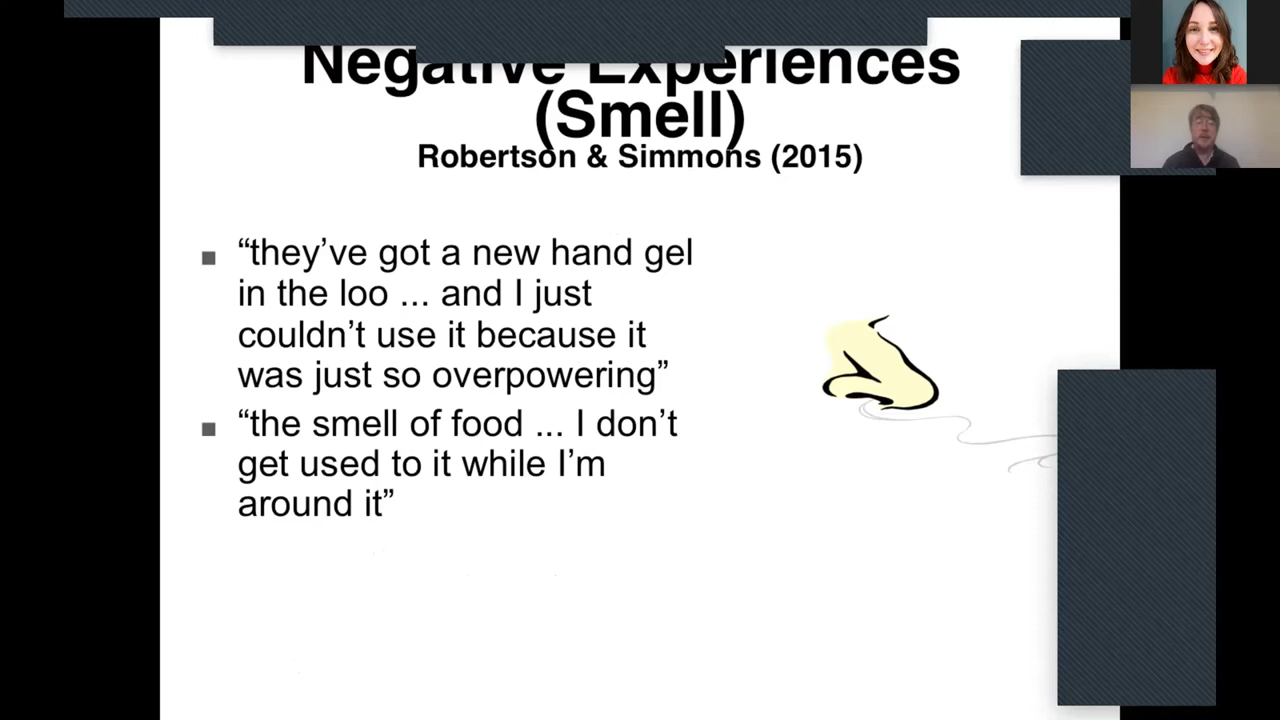 Negative Experiences
(Smell)
Robertson & Simmons (2015)
“they’ve got a new hand gel
in the loo ... and I just
couldn’t use it because it
was just so overpowering”
“the smell of food ... I don’t
get used to it while I’m
around it”